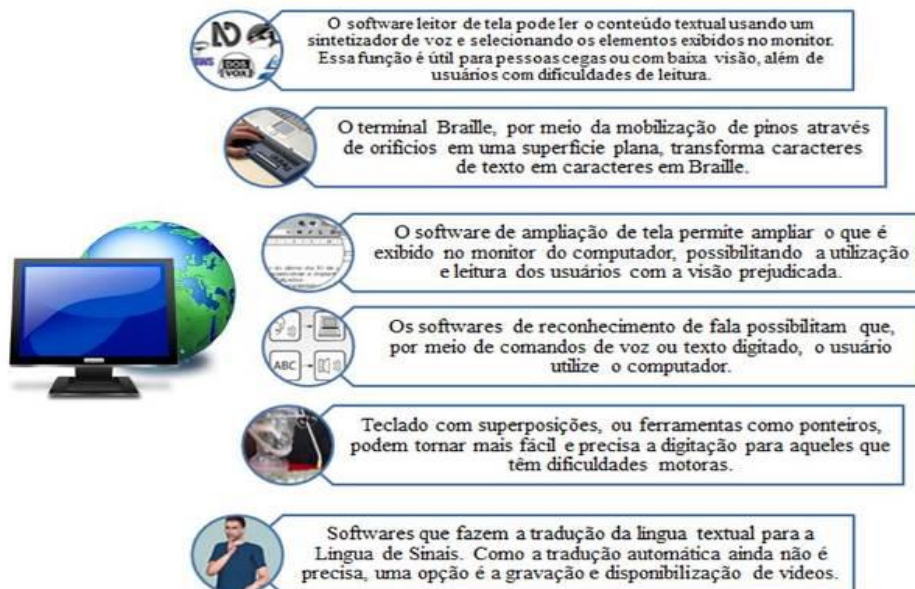 O software leitor de tela pode ler o conteúdo textual usando um
sintetizador de voz e selecionando os elementos exibidos no monitor.
Essa função é útil para pessoas cegas ou com baixa visão, além de
usuários com dificuldades de leitura.
DOS
VOX
O terminal Braille, por meio da mobilização de pinos através
de orifícios em uma superfície plana, transforma caracteres
de texto em caracteres em Braille.
O software de ampliação de tela permite ampliar o que é
exibido no monitor do computador, possibilitando a utilização
e leitura dos usuários com a visão prejudicada.
Os softwares de reconhecimento de fala possibilitam que,
por meio de comandos de voz ou texto digitado, o usuário
utilize o computador.
ABC
Teclado com superposições, ou ferramentas como ponteiros,
podem tornar mais fácil e precisa a digitação para aqueles que
têm dificuldades motoras.
Softwares que fazem a tradução da língua textual para a
Língua de Sinais. Como a tradução automática ainda não é
precisa, uma opção é a gravação e disponibilização de vídeos.